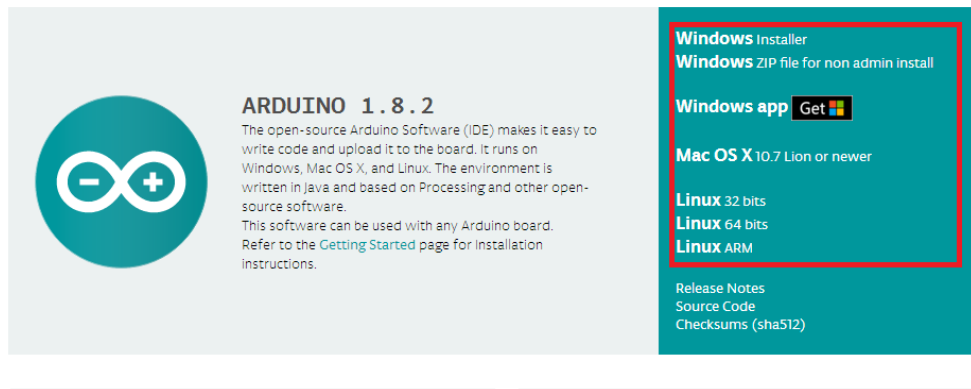 ARDUINO 1.8.2
The open-source Arduino Software (IDE) makes it easy to
write code and upload it to the board. It runs on
Windows, Mac OS X, and Linux. The environment is
written in Java and based on Processing and other open-
source software.
This software can be used with any Arduino board.
Refer to the Getting Started page for Installation
instructions.
Windows Installer
Windows ZIP file for non admin install
Windows app Get
Mac OS X 10.7 Lion or newer
Linux 32 bits
Linux 64 bits
Linux ARM
Release Notes
Source Code
Checksums (sha512)